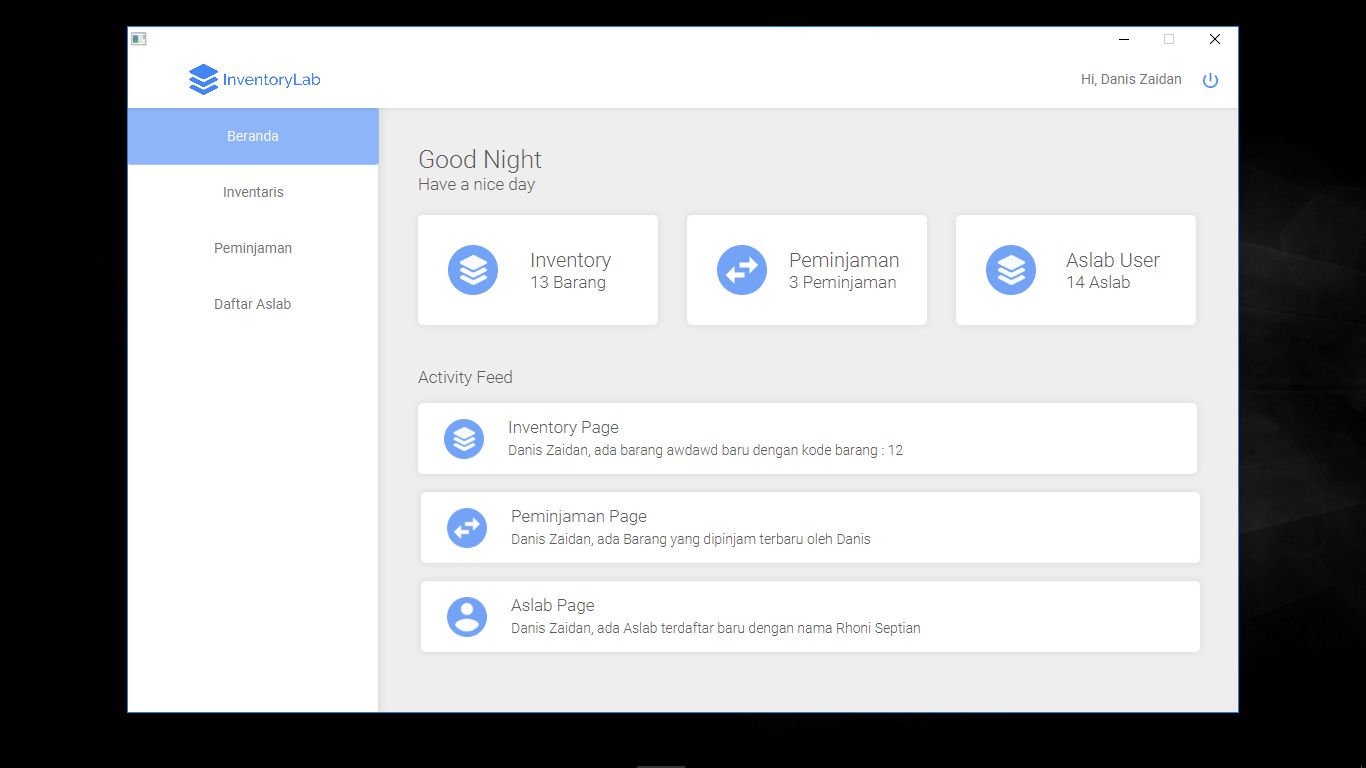 InventoryLab
Hi, Danis Zaidan
Beranda
Inventaris
Peminjaman
Daftar Aslab
Good Night
Have a nice day
Inventory
13 Barang
Peminjaman
3 Peminjaman
Aslab User
14 Aslab
Activity Feed
Inventory Page
Danis Zaidan, ada barang awdawd baru dengan kode barang : 12
Peminjaman Page
Danis Zaidan, ada Barang yang dipinjam terbaru oleh Danis
Aslab Page
Danis Zaidan, ada Aslab terdaftar baru dengan nama Rhoni Septian